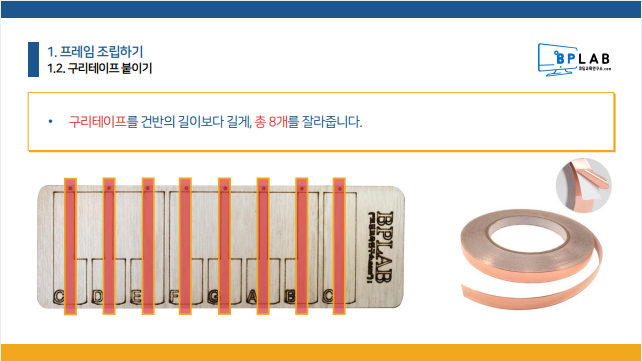 1. 프레임 조립하기
1.2. 구리테이프 붙이기
BPLAB
• 구리테이프를 건반의 길이보다 길게, 총 8개를 잘라줍니다.
BPLAB
C D E F G A B C